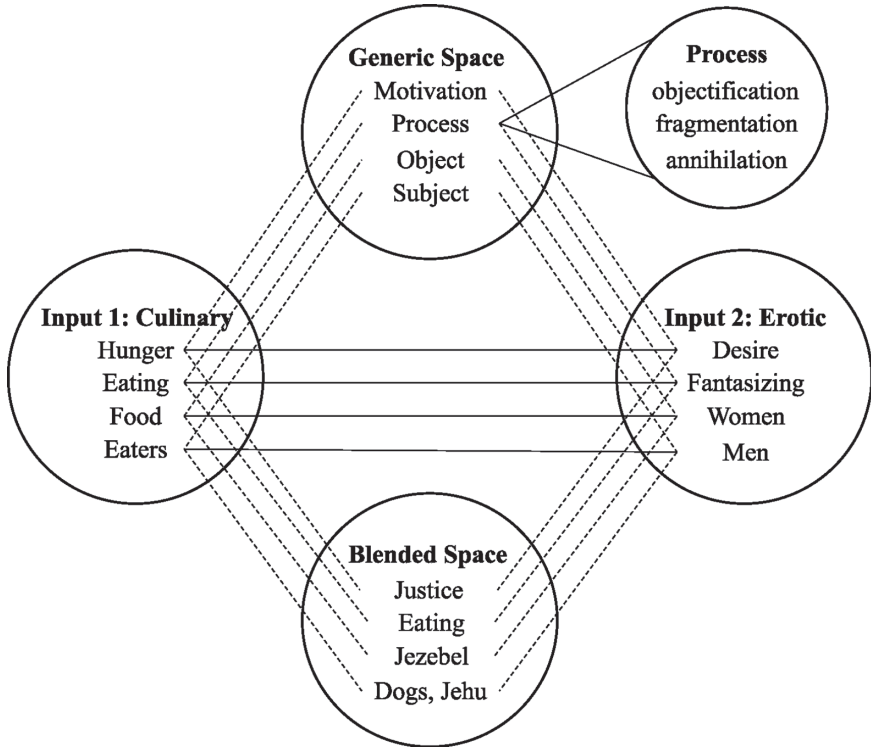 Generic Space
Motivation
Process
Object
Subject
Process
objectification
fragmentation
annihilation
Input 1: Culinary
Hunger
Eating
Food
Eaters
Input 2: Erotic
Desire
Fantasizing
Women
Men
Blended Space
Justice
Eating
Jezebel
Dogs, Jehu